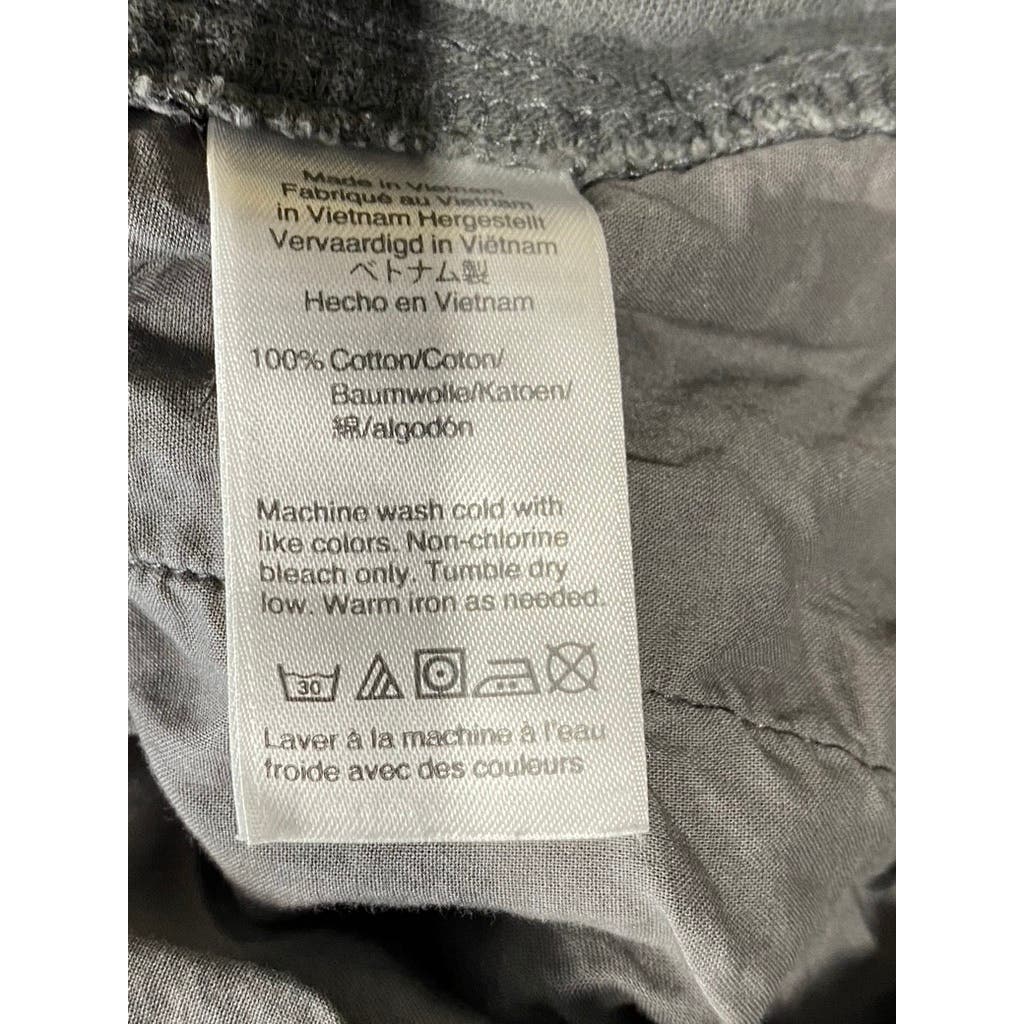 Made in Vietnam
Fabriqué au Vietnam
in Vietnam Hergestellt
Vervaardigd in Viëtnam
ベトナム製
Hecho en Vietnam
100% Cotton/Coton/
Baumwolle/Katoen/
綿/algodón
Machine wash cold with
like colors. Non-chlorine
bleach only. Tumble dry
low. Warm iron as needed.
30
Laver à la machine à l'eau
froide avec des couleurs